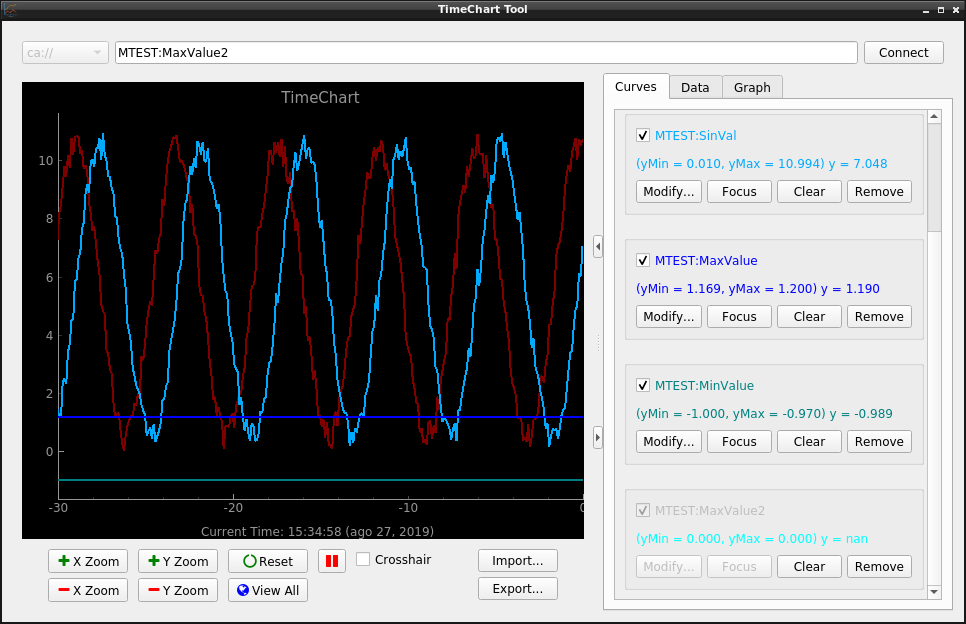 TimeChart Tool
ca://
MTEST:MaxValue2
Connect
TimeChart
10
8
6
4
2
0
-30
-20
-10
0
Current Time: 15:34:58 (ago 27, 2019)
X Zoom
Y Zoom
Reset
Crosshair
Import...
X Zoom
Y Zoom
View All
Export...
Curves
Data
Graph
MTEST:SinVal
(yMin = 0.010, yMax = 10.994) y = 7.048
Modify...
Focus
Clear
Remove
MTEST:MaxValue
(yMin = 1.169, yMax = 1.200) y = 1.190
Modify...
Focus
Clear
Remove
MTEST:MinValue
(yMin = -1.000, yMax = -0.970) y = -0.989
Modify...
Focus
Clear
Remove
MTEST:MaxValue2
(yMin = 0.000, yMax = 0.000) y = nan
Modify...
Focus
Clear
Remove